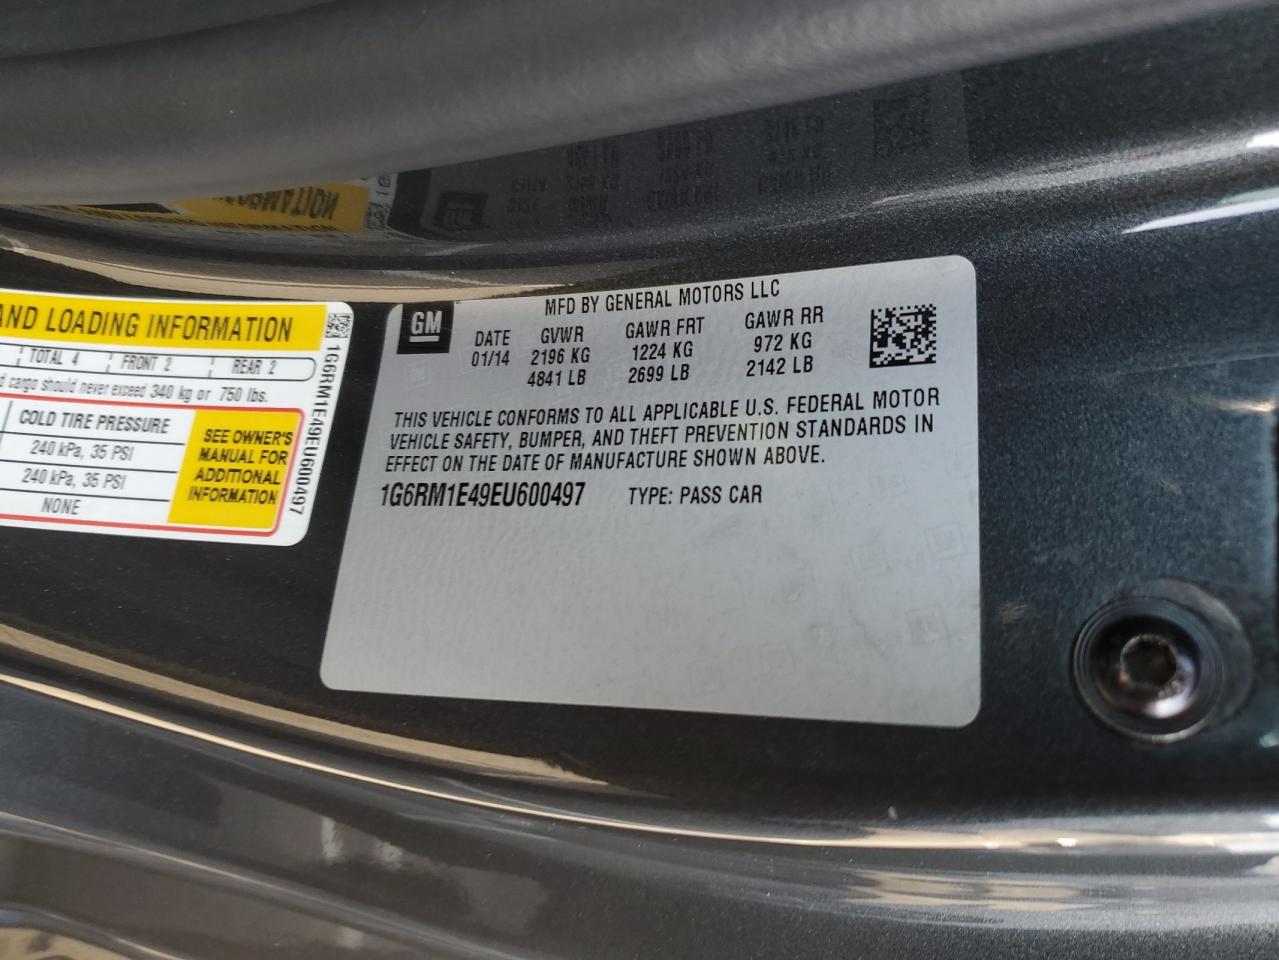 AND LOADING INFORMATION
TOTAL 4 FRONT 2 REAR 2
cargo should never exceed 340 kg or 750 lbs.
COLD TIRE PRESSURE
240 kPa, 35 PSI
240 kPa, 35 PSI
NONE
SEE OWNER'S
MANUAL FOR
ADDITIONAL
INFORMATION
1G6RM1E49EU600497
GM
MFD BY GENERAL MOTORS LLC
DATE GVWR GAWR FRT GAWR RR
01/14 2196 KG 1224 KG 972 KG
4841 LB 2699 LB 2142 LB
THIS VEHICLE CONFORMS TO ALL APPLICABLE U.S. FEDERAL MOTOR
VEHICLE SAFETY, BUMPER, AND THEFT PREVENTION STANDARDS IN
EFFECT ON THE DATE OF MANUFACTURE SHOWN ABOVE.
1G6RM1E49EU600497 TYPE: PASS CAR